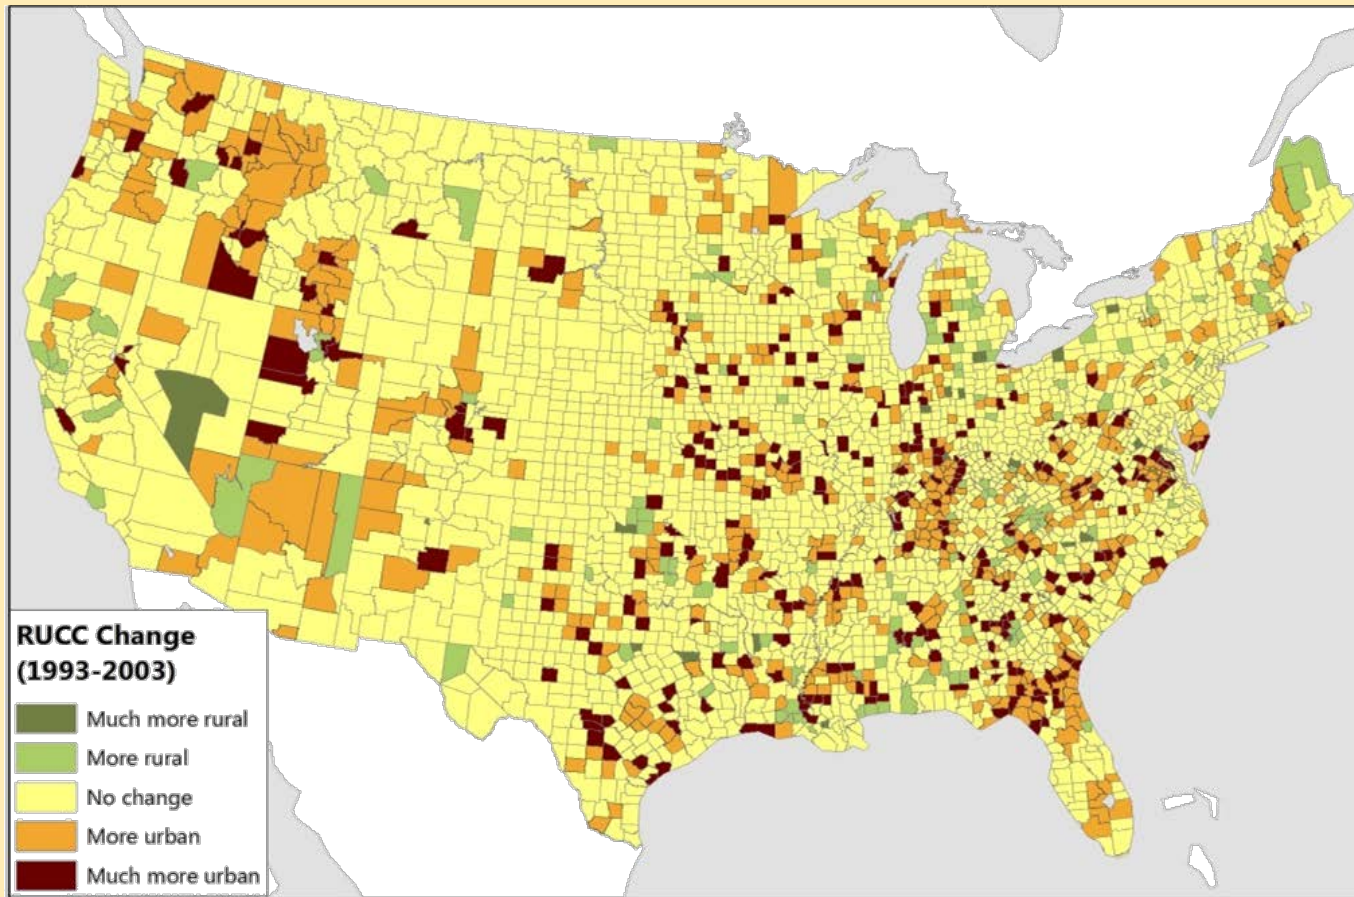 RUCC Change
(1993-2003)
Much more rural
More rural
No change
More urban
Much more urban